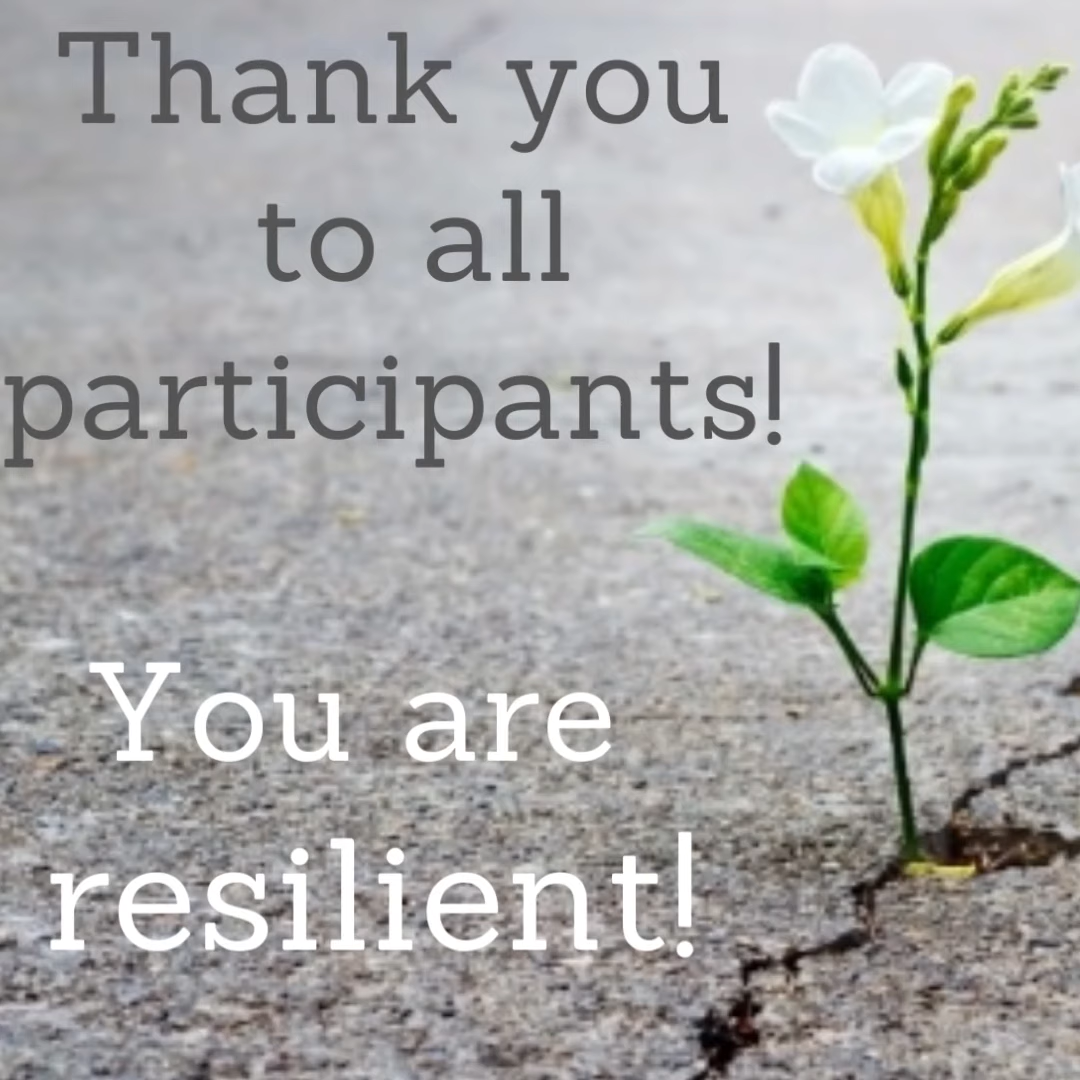 Thank you
to all
participants!
You are
resilient!